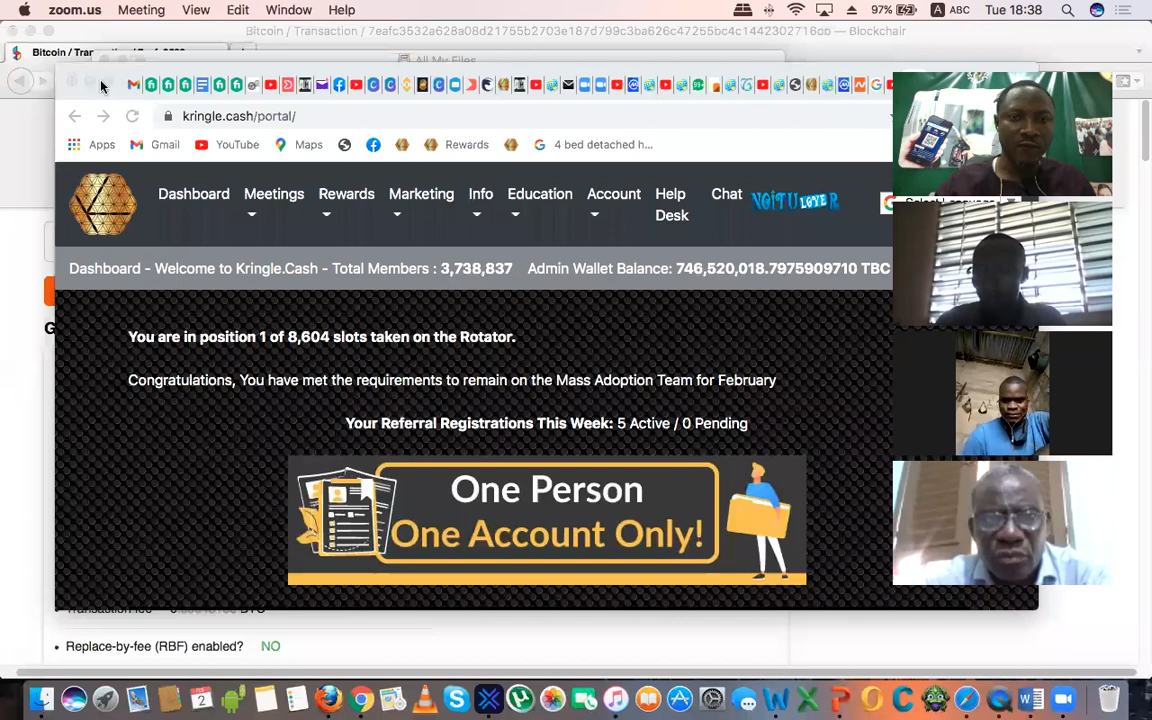 zoom.us Meeting View Edit Window Help 97% ABC Tue 18:38
Bitcoin / Transaction / 7eafc3532a628a08d21755b2703e187d799c3ba626c47255bc4c1442302716db — Blockchair
All My Files
kringle.cash/portal/
Apps Gmail YouTube Maps Rewards 4 bed detached h...
Dashboard Meetings Rewards Marketing Info Education Account Help Desk Chat
Dashboard - Welcome to Kringle.Cash - Total Members : 3,738,837 Admin Wallet Balance: 746,520,018.7975909710 TBC
You are in position 1 of 8,604 slots taken on the Rotator.
Congratulations, You have met the requirements to remain on the Mass Adoption Team for February
Your Referral Registrations This Week: 5 Active / 0 Pending
One Person
One Account Only!
Replace-by-fee (RBF) enabled? NO